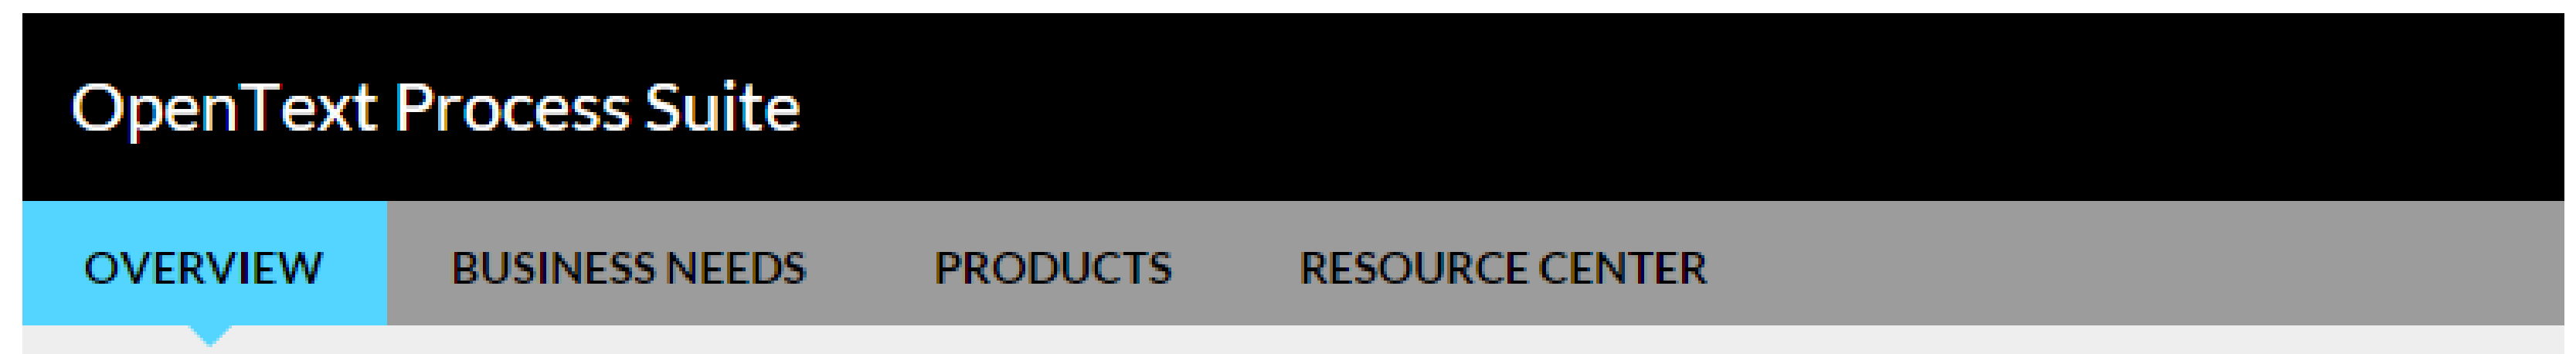 OpenText Process Suite
OVERVIEW BUSINESS NEEDS PRODUCTS RESOURCE CENTER